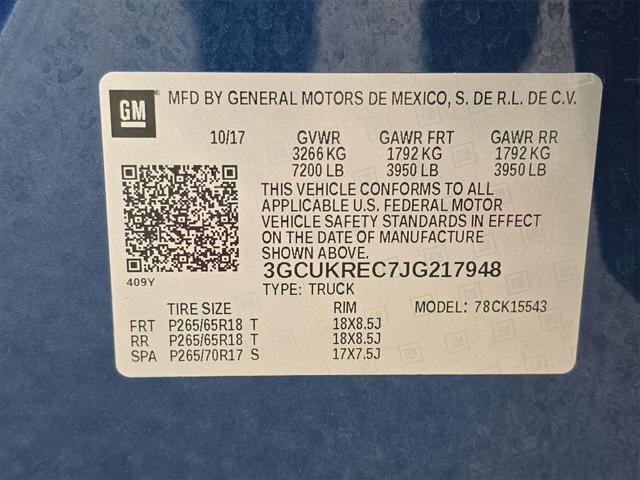 GM MFD BY GENERAL MOTORS DE MEXICO, S. DE R.L. DE C.V.
10/17 GVWR GAWR FRT GAWR RR
3266 KG 1792 KG 1792 KG
7200 LB 3950 LB 3950 LB
THIS VEHICLE CONFORMS TO ALL
APPLICABLE U.S. FEDERAL MOTOR
VEHICLE SAFETY STANDARDS IN EFFECT
ON THE DATE OF MANUFACTURE
SHOWN ABOVE.
3GCUKREC7JG217948
409Y
TYPE: TRUCK
TIRE SIZE RIM MODEL: 78CK15543
FRT P265/65R18 T 18X8.5J
RR P265/65R18 T 18X8.5J
SPA P265/70R17 S 17X7.5J